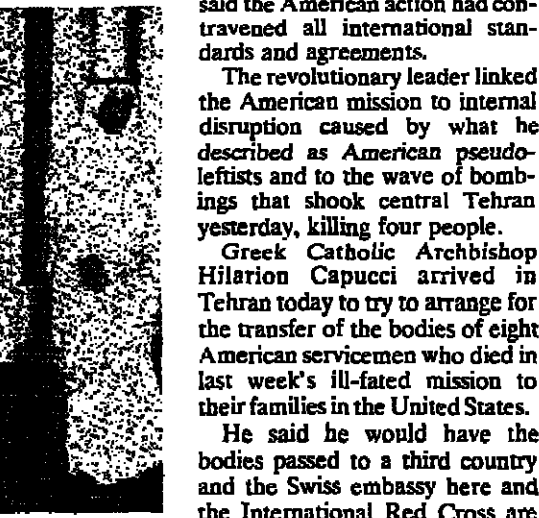 said the American action had con-
travened all international stan-
dards and agreements.
The revolutionary leader linked
the American mission to internal
disruption caused by what he
described as American pseudo-
leftists and to the wave of bomb-
ings that shook central Tehran
yesterday, killing four people.
Greek Catholic Archbishop
Hilarion Capucci arrived in
Tehran today to try to arrange for
the transfer of the bodies of eight
American servicemen who died in
last week's ill-fated mission to
their families in the United States.
He said he would have the
bodies passed to a third country
and the Swiss embassy here and
the International Red Cross are